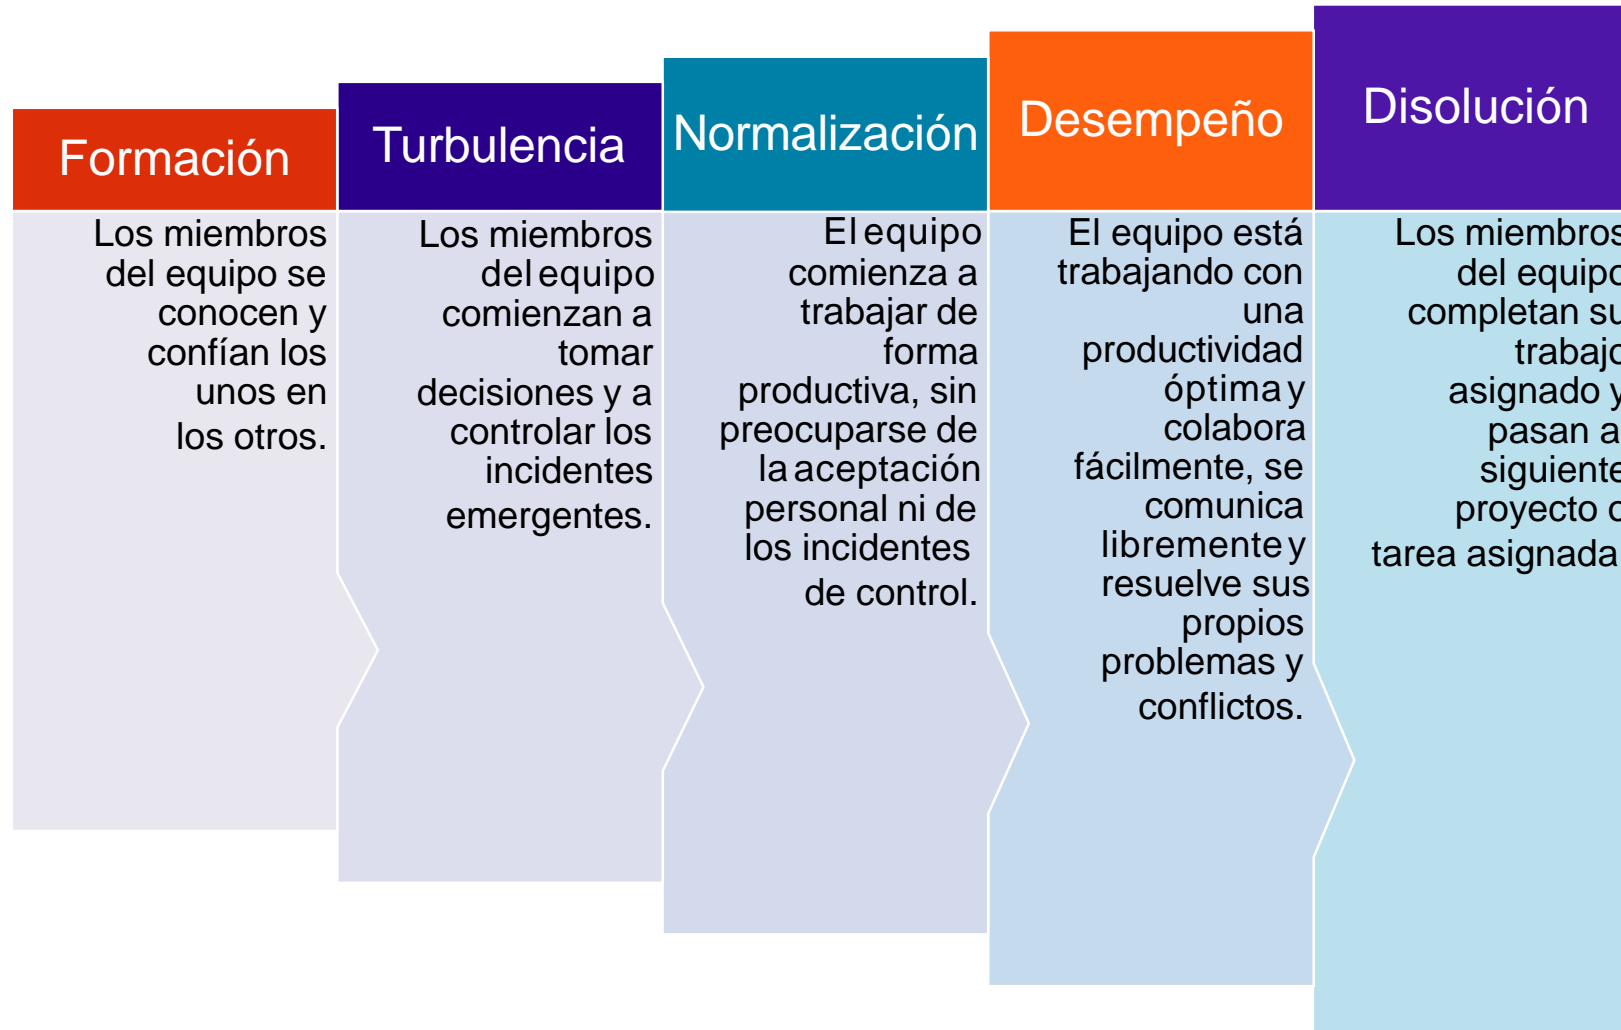 Formación
Los miembros
del equipo se
conocen y
confían los
unos en
los otros.
Turbulencia
Los miembros
del equipo
comienzan a
tomar
decisiones y a
controlar los
incidentes
emergentes.
Normalización
El equipo
comienza a
trabajar de
forma
productiva, sin
preocuparse de
la aceptación
personal ni de
los incidentes
de control.
Desempeño
El equipo está
trabajando con
una
productividad
óptima y
colabora
fácilmente, se
comunica
libremente y
resuelve sus
propios
problemas y
conflictos.
Disolución
Los miembros
del equipo
completan su
trabajo
asignado y
pasan a
siguiente
proyecto o
tarea asignada